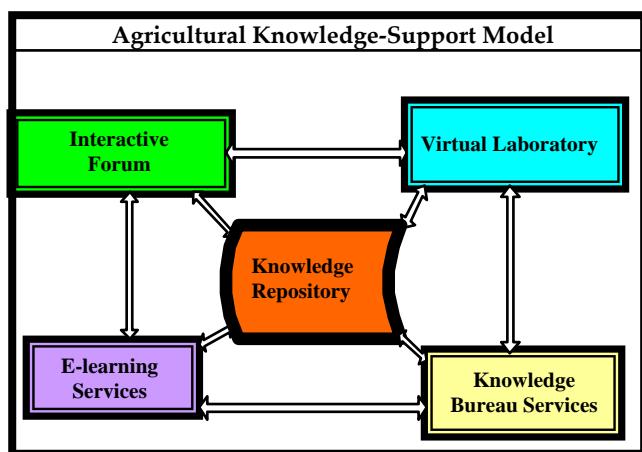 Agricultural Knowledge-Support Model
Interactive
Forum
Virtual Laboratory
Knowledge
Repository
E-learning
Services
Knowledge
Bureau Services